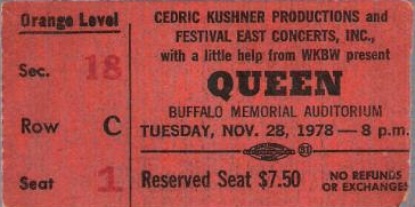 Orange Level
Sec. 18
Row C
Seat 1
CEDRIC KUSHNER PRODUCTIONS and
FESTIVAL EAST CONCERTS, INC.,
with a little help from WKBW present
QUEEN
BUFFALO MEMORIAL AUDITORIUM
TUESDAY, NOV. 28, 1978 — 8 p.m.
Reserved Seat $7.50
NO REFUNDS
OR EXCHANGES